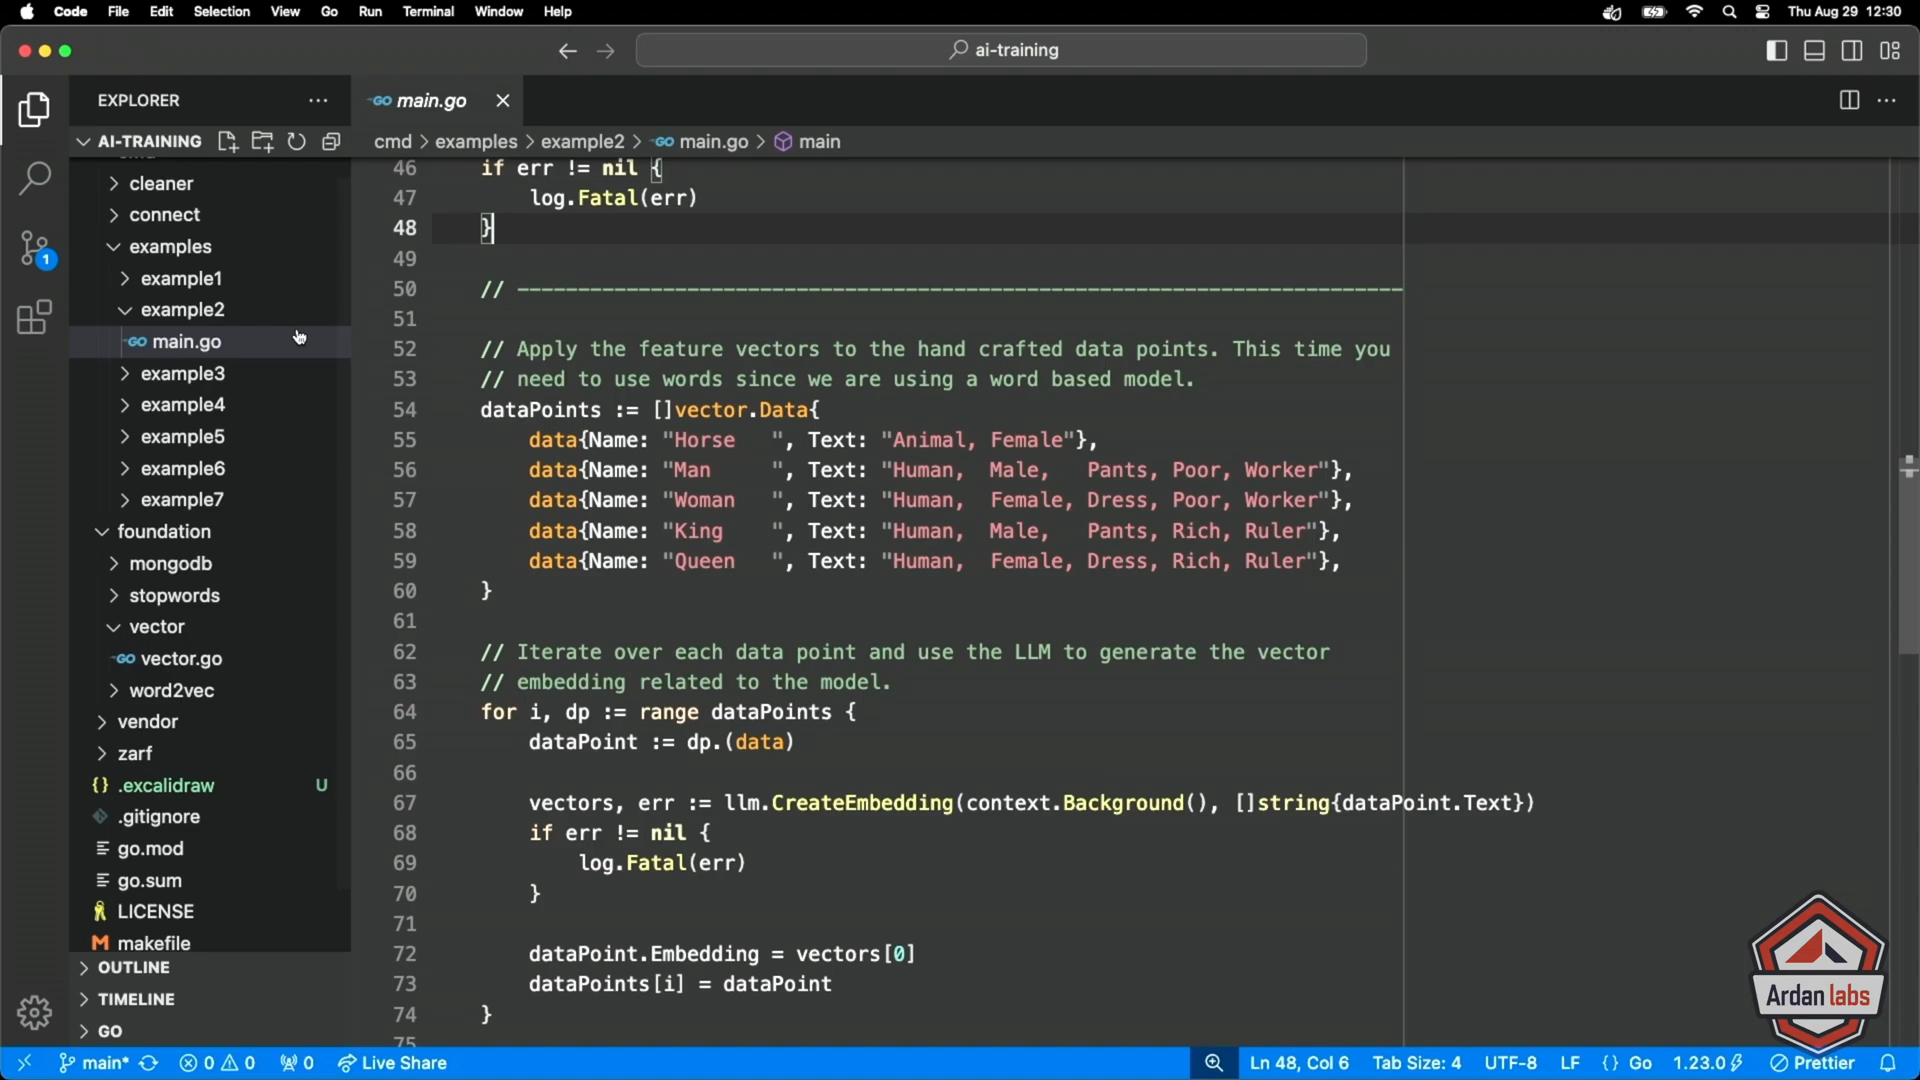 Code File Edit Selection View Go Run Terminal Window Help Thu Aug 29 12:30
ai-training
EXPLORER
main.go
AI-TRAINING
cmd > examples > example2 > main.go > main
cleaner
connect
examples
example1
example2
main.go
example3
example4
example5
example6
example7
foundation
mongodb
stopwords
vector
vector.go
word2vec
vendor
zarf
{} .excalidraw U
.gitignore
go.mod
go.sum
LICENSE
makefile
OUTLINE
TIMELINE
GO
1
46 if err != nil {
47 log.Fatal(err)
48 }
49
50 // -------------------------------------------------------------------------
51
52 // Apply the feature vectors to the hand crafted data points. This time you
53 // need to use words since we are using a word based model.
54 dataPoints := []vector.Data{
55 data{Name: "Horse   ", Text: "Animal, Female"},
56 data{Name: "Man     ", Text: "Human,  Male,   Pants, Poor, Worker"},
57 data{Name: "Woman   ", Text: "Human,  Female, Dress, Poor, Worker"},
58 data{Name: "King    ", Text: "Human,  Male,   Pants, Rich, Ruler"},
59 data{Name: "Queen   ", Text: "Human,  Female, Dress, Rich, Ruler"},
60 }
61
62 // Iterate over each data point and use the LLM to generate the vector
63 // embedding related to the model.
64 for i, dp := range dataPoints {
65 dataPoint := dp.(data)
66
67 vectors, err := llm.CreateEmbedding(context.Background(), []string{dataPoint.Text})
68 if err != nil {
69 log.Fatal(err)
70 }
71
72 dataPoint.Embedding = vectors[0]
73 dataPoints[i] = dataPoint
74 }
75
Ardan labs
main* 0 0 0 Live Share Ln 48, Col 6 Tab Size: 4 UTF-8 LF {} Go 1.23.0 Prettier